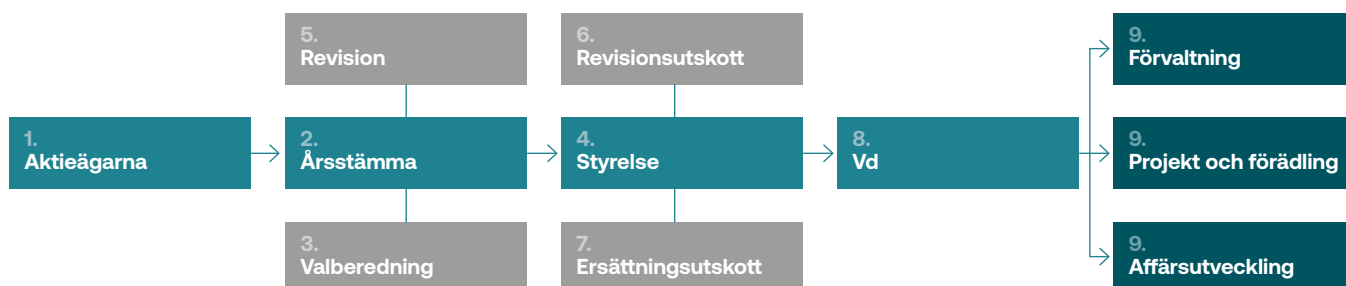 5.
Revision
6.
Revisionsutskott
9.
Förvaltning
1.
Aktieägarna
2.
Årsstämma
4.
Styrelse
8.
Vd
9.
Projekt och förädling
3.
Valberedning
7.
Ersättningsutskott
9.
Affärsutveckling